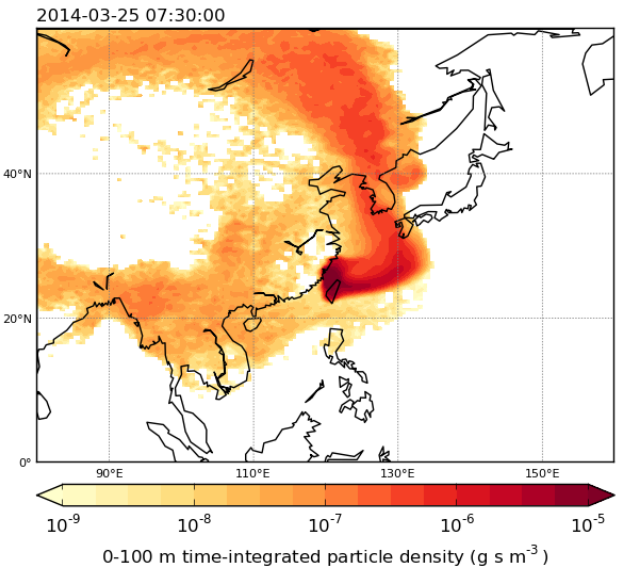 2014-03-25 07:30:00
40°N
20°N
0°
90°E 110°E 130°E 150°E
10⁻⁹ 10⁻⁸ 10⁻⁷ 10⁻⁶ 10⁻⁵
0-100 m time-integrated particle density (g s m⁻³ )